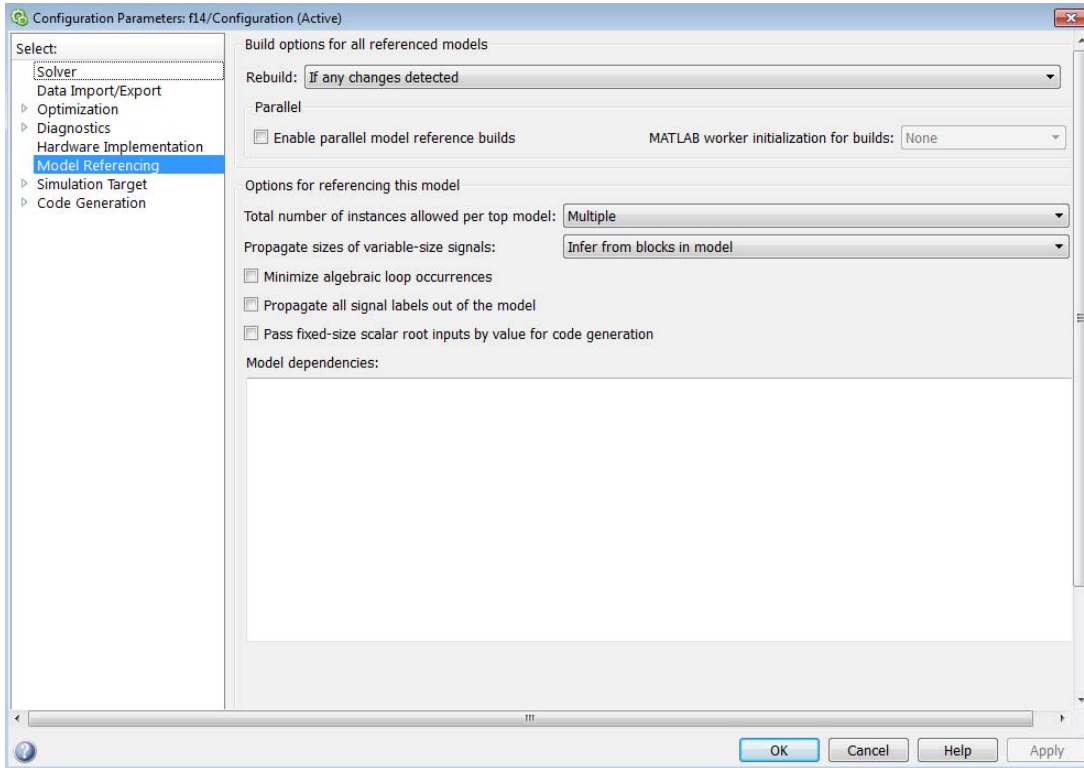 Configuration Parameters: f14/Configuration (Active)
Select:
Solver
Data Import/Export
Optimization
Diagnostics
Hardware Implementation
Model Referencing
Simulation Target
Code Generation
Build options for all referenced models
Rebuild: If any changes detected
Parallel
Enable parallel model reference builds MATLAB worker initialization for builds: None
Options for referencing this model
Total number of instances allowed per top model: Multiple
Propagate sizes of variable-size signals: Infer from blocks in model
Minimize algebraic loop occurrences
Propagate all signal labels out of the model
Pass fixed-size scalar root inputs by value for code generation
Model dependencies:
OK Cancel Help Apply